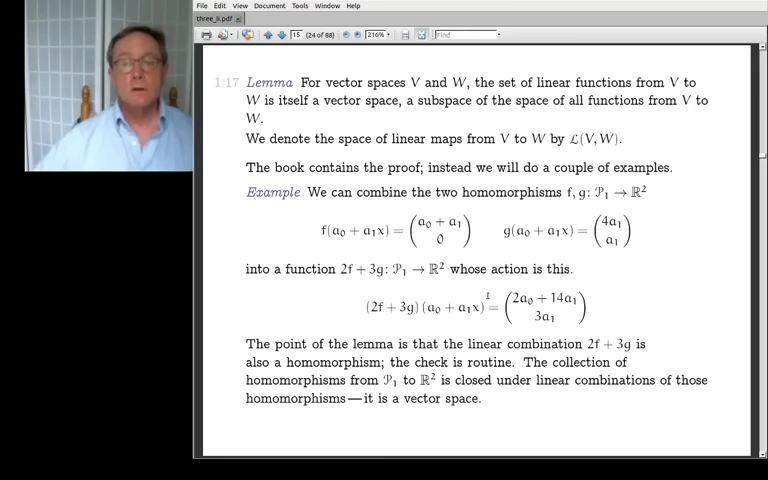 File Edit View Document Tools Window Help
three_ii.pdf
15 (24 of 88) 216% Find
1.17 Lemma For vector spaces V and W, the set of linear functions from V to
W is itself a vector space, a subspace of the space of all functions from V to
W.
We denote the space of linear maps from V to W by ℒ(V, W).
The book contains the proof; instead we will do a couple of examples.
Example We can combine the two homomorphisms f, g: 𝒫₁ → ℝ²
f(a₀ + a₁x) = (a₀ + a₁ 0) g(a₀ + a₁x) = (4a₁ a₁)
into a function 2f + 3g: 𝒫₁ → ℝ² whose action is this.
(2f + 3g) (a₀ + a₁x) = (2a₀ + 14a₁ 3a₁)
The point of the lemma is that the linear combination 2f + 3g is
also a homomorphism; the check is routine. The collection of
homomorphisms from 𝒫₁ to ℝ² is closed under linear combinations of those
homomorphisms—it is a vector space.